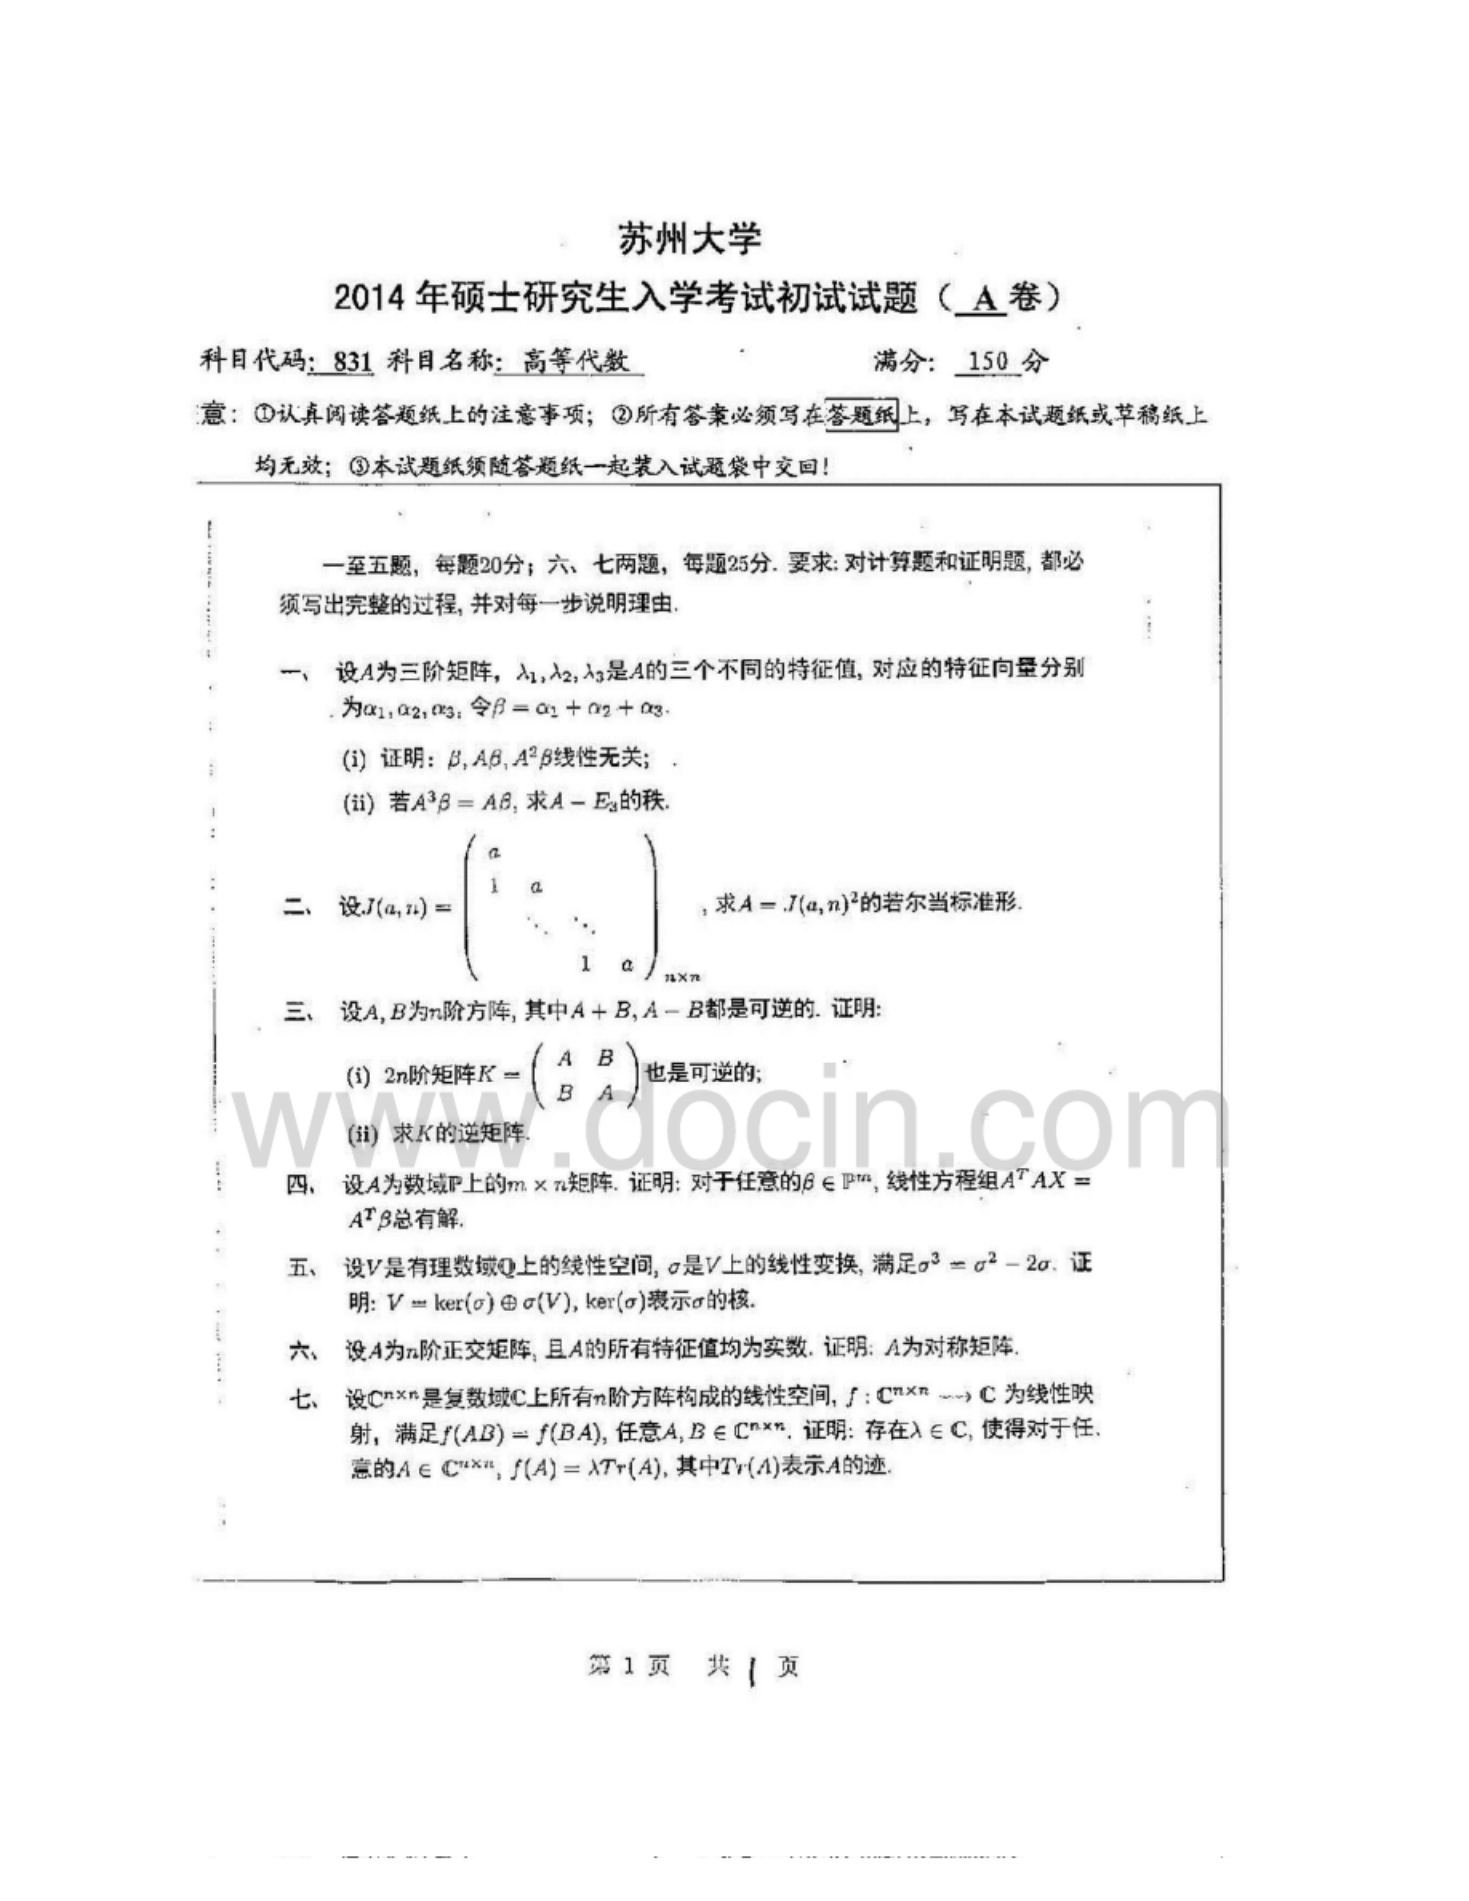 苏州大学
2014 年硕士研究生入学考试初试试题（ A 卷）
科目代码: 831 科目名称: 高等代数 满分: 150 分
意: ①认真阅读答题纸上的注意事项; ②所有答案必须写在答题纸上, 写在本试题纸或草稿纸上
均无效; ③本试题纸须随答题纸一起装入试题袋中交回!
一至五题, 每题20分; 六、七两题, 每题25分. 要求: 对计算题和证明题, 都必
须写出完整的过程, 并对每一步说明理由.
一、 设A为三阶矩阵, λ₁, λ₂, λ₃是A的三个不同的特征值, 对应的特征向量分别
为α₁, α₂, α₃, 令β = α₁ + α₂ + α₃.
(i) 证明: β, Aβ, A²β线性无关;
(ii) 若A³β = Aβ, 求A − E₃的秩.
a
1 a
二、 设J(a, n) = ⋱ ⋱ , 求A = J(a, n)²的若尔当标准形.
1 a
n×n
三、 设A, B为n阶方阵, 其中A + B, A − B都是可逆的. 证明:
(i) 2n阶矩阵K = ( A B B A ) 也是可逆的;
(ii) 求K的逆矩阵.
www.docin.com
四、 设A为数域ℙ上的m × n矩阵. 证明: 对于任意的β ∈ ℙᵐ, 线性方程组AᵀAX =
Aᵀβ总有解.
五、 设V是有理数域ℚ上的线性空间, σ是V上的线性变换, 满足σ³ = σ² − 2σ. 证
明: V = ker(σ) ⊕ σ(V), ker(σ)表示σ的核.
六、 设A为n阶正交矩阵, 且A的所有特征值均为实数. 证明: A为对称矩阵.
七、 设ℂⁿˣⁿ是复数域ℂ上所有n阶方阵构成的线性空间, f : ℂⁿˣⁿ ⟶ ℂ 为线性映
射, 满足f(AB) = f(BA), 任意A, B ∈ ℂⁿˣⁿ. 证明: 存在λ ∈ ℂ, 使得对于任
意的A ∈ ℂⁿˣⁿ, f(A) = λTr(A), 其中Tr(A)表示A的迹.
第 1 页 共 1 页